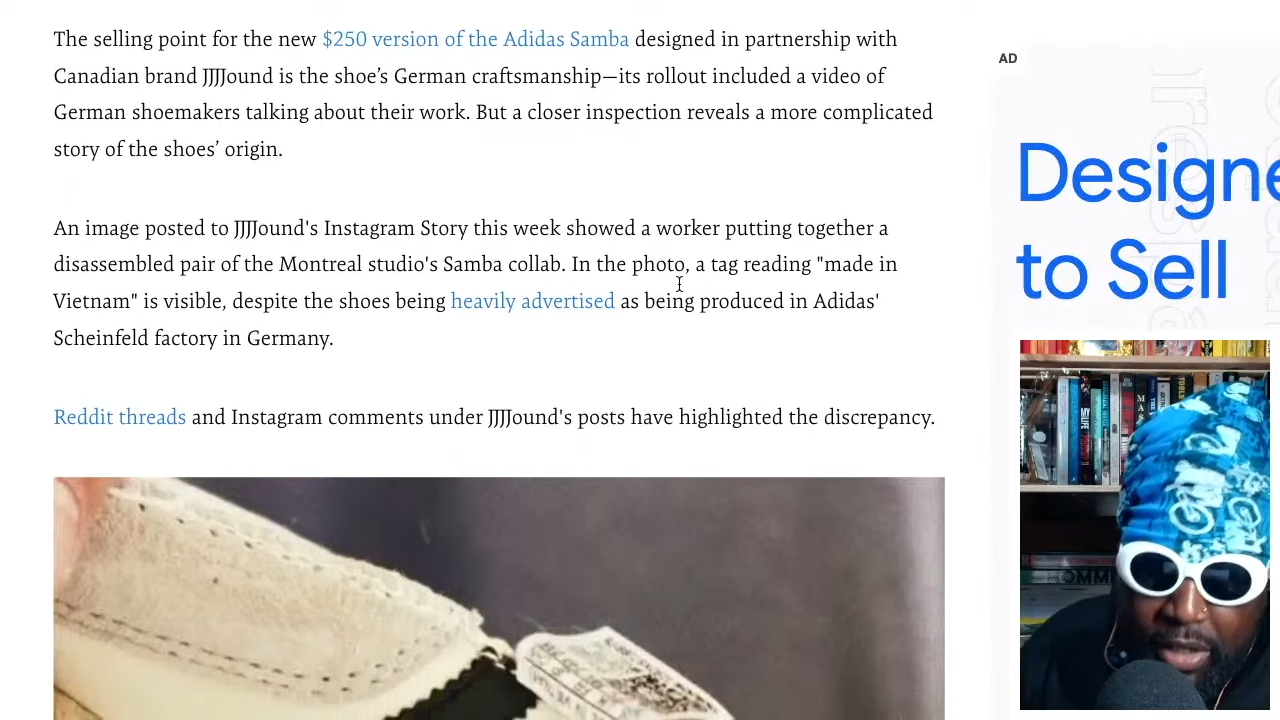 The selling point for the new $250 version of the Adidas Samba designed in partnership with
Canadian brand JJJJound is the shoe’s German craftsmanship—its rollout included a video of
German shoemakers talking about their work. But a closer inspection reveals a more complicated
story of the shoes’ origin.
An image posted to JJJJound's Instagram Story this week showed a worker putting together a
disassembled pair of the Montreal studio's Samba collab. In the photo, a tag reading "made in
Vietnam" is visible, despite the shoes being heavily advertised as being produced in Adidas'
Scheinfeld factory in Germany.
Reddit threads and Instagram comments under JJJJound's posts have highlighted the discrepancy.
AD
Designe
to Sell